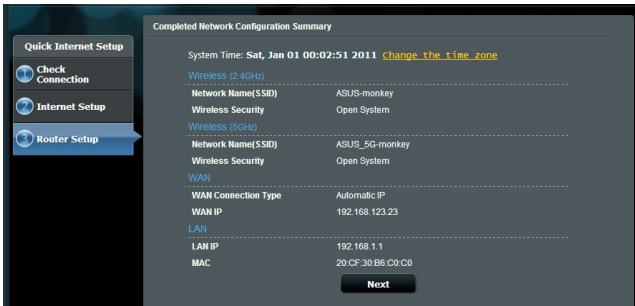 Completed Network Configuration Summary
Quick Internet Setup
1 Check Connection
2 Internet Setup
3 Router Setup
System Time: Sat, Jan 01 00:02:51 2011 Change the time zone
Wireless (2.4GHz)
Network Name(SSID) ASUS-monkey
Wireless Security Open System
Wireless (5GHz)
Network Name(SSID) ASUS_5G-monkey
Wireless Security Open System
WAN
WAN Connection Type Automatic IP
WAN IP 192.168.123.23
LAN
LAN IP 192.168.1.1
MAC 20:CF:30:B6:C0:C0
Next